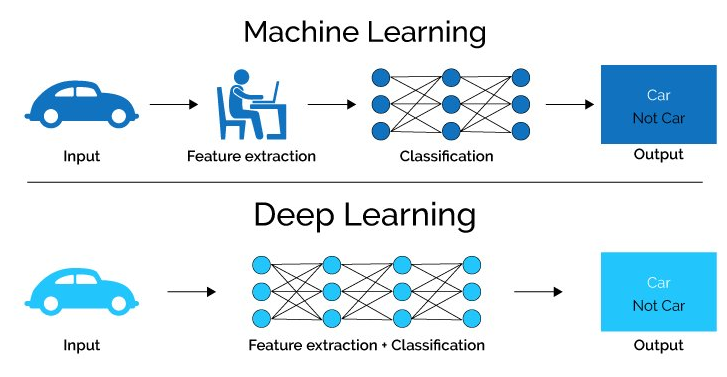 Machine Learning
Car
Not Car
Input
Feature extraction
Classification
Output
Deep Learning
Car
Not Car
Input
Feature extraction + Classification
Output